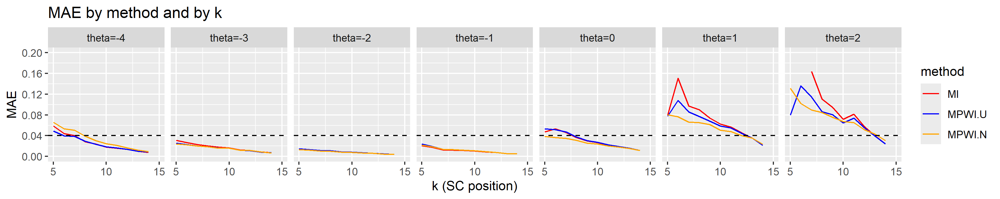 MAE by method and by k
theta=-4 theta=-3 theta=-2 theta=-1 theta=0 theta=1 theta=2
MAE
0.20
0.16
0.12
0.08
0.04
0.00
5 10 15 5 10 15 5 10 15 5 10 15 5 10 15 5 10 15 5 10 15
k (SC position)
method
MI
MPWI.U
MPWI.N